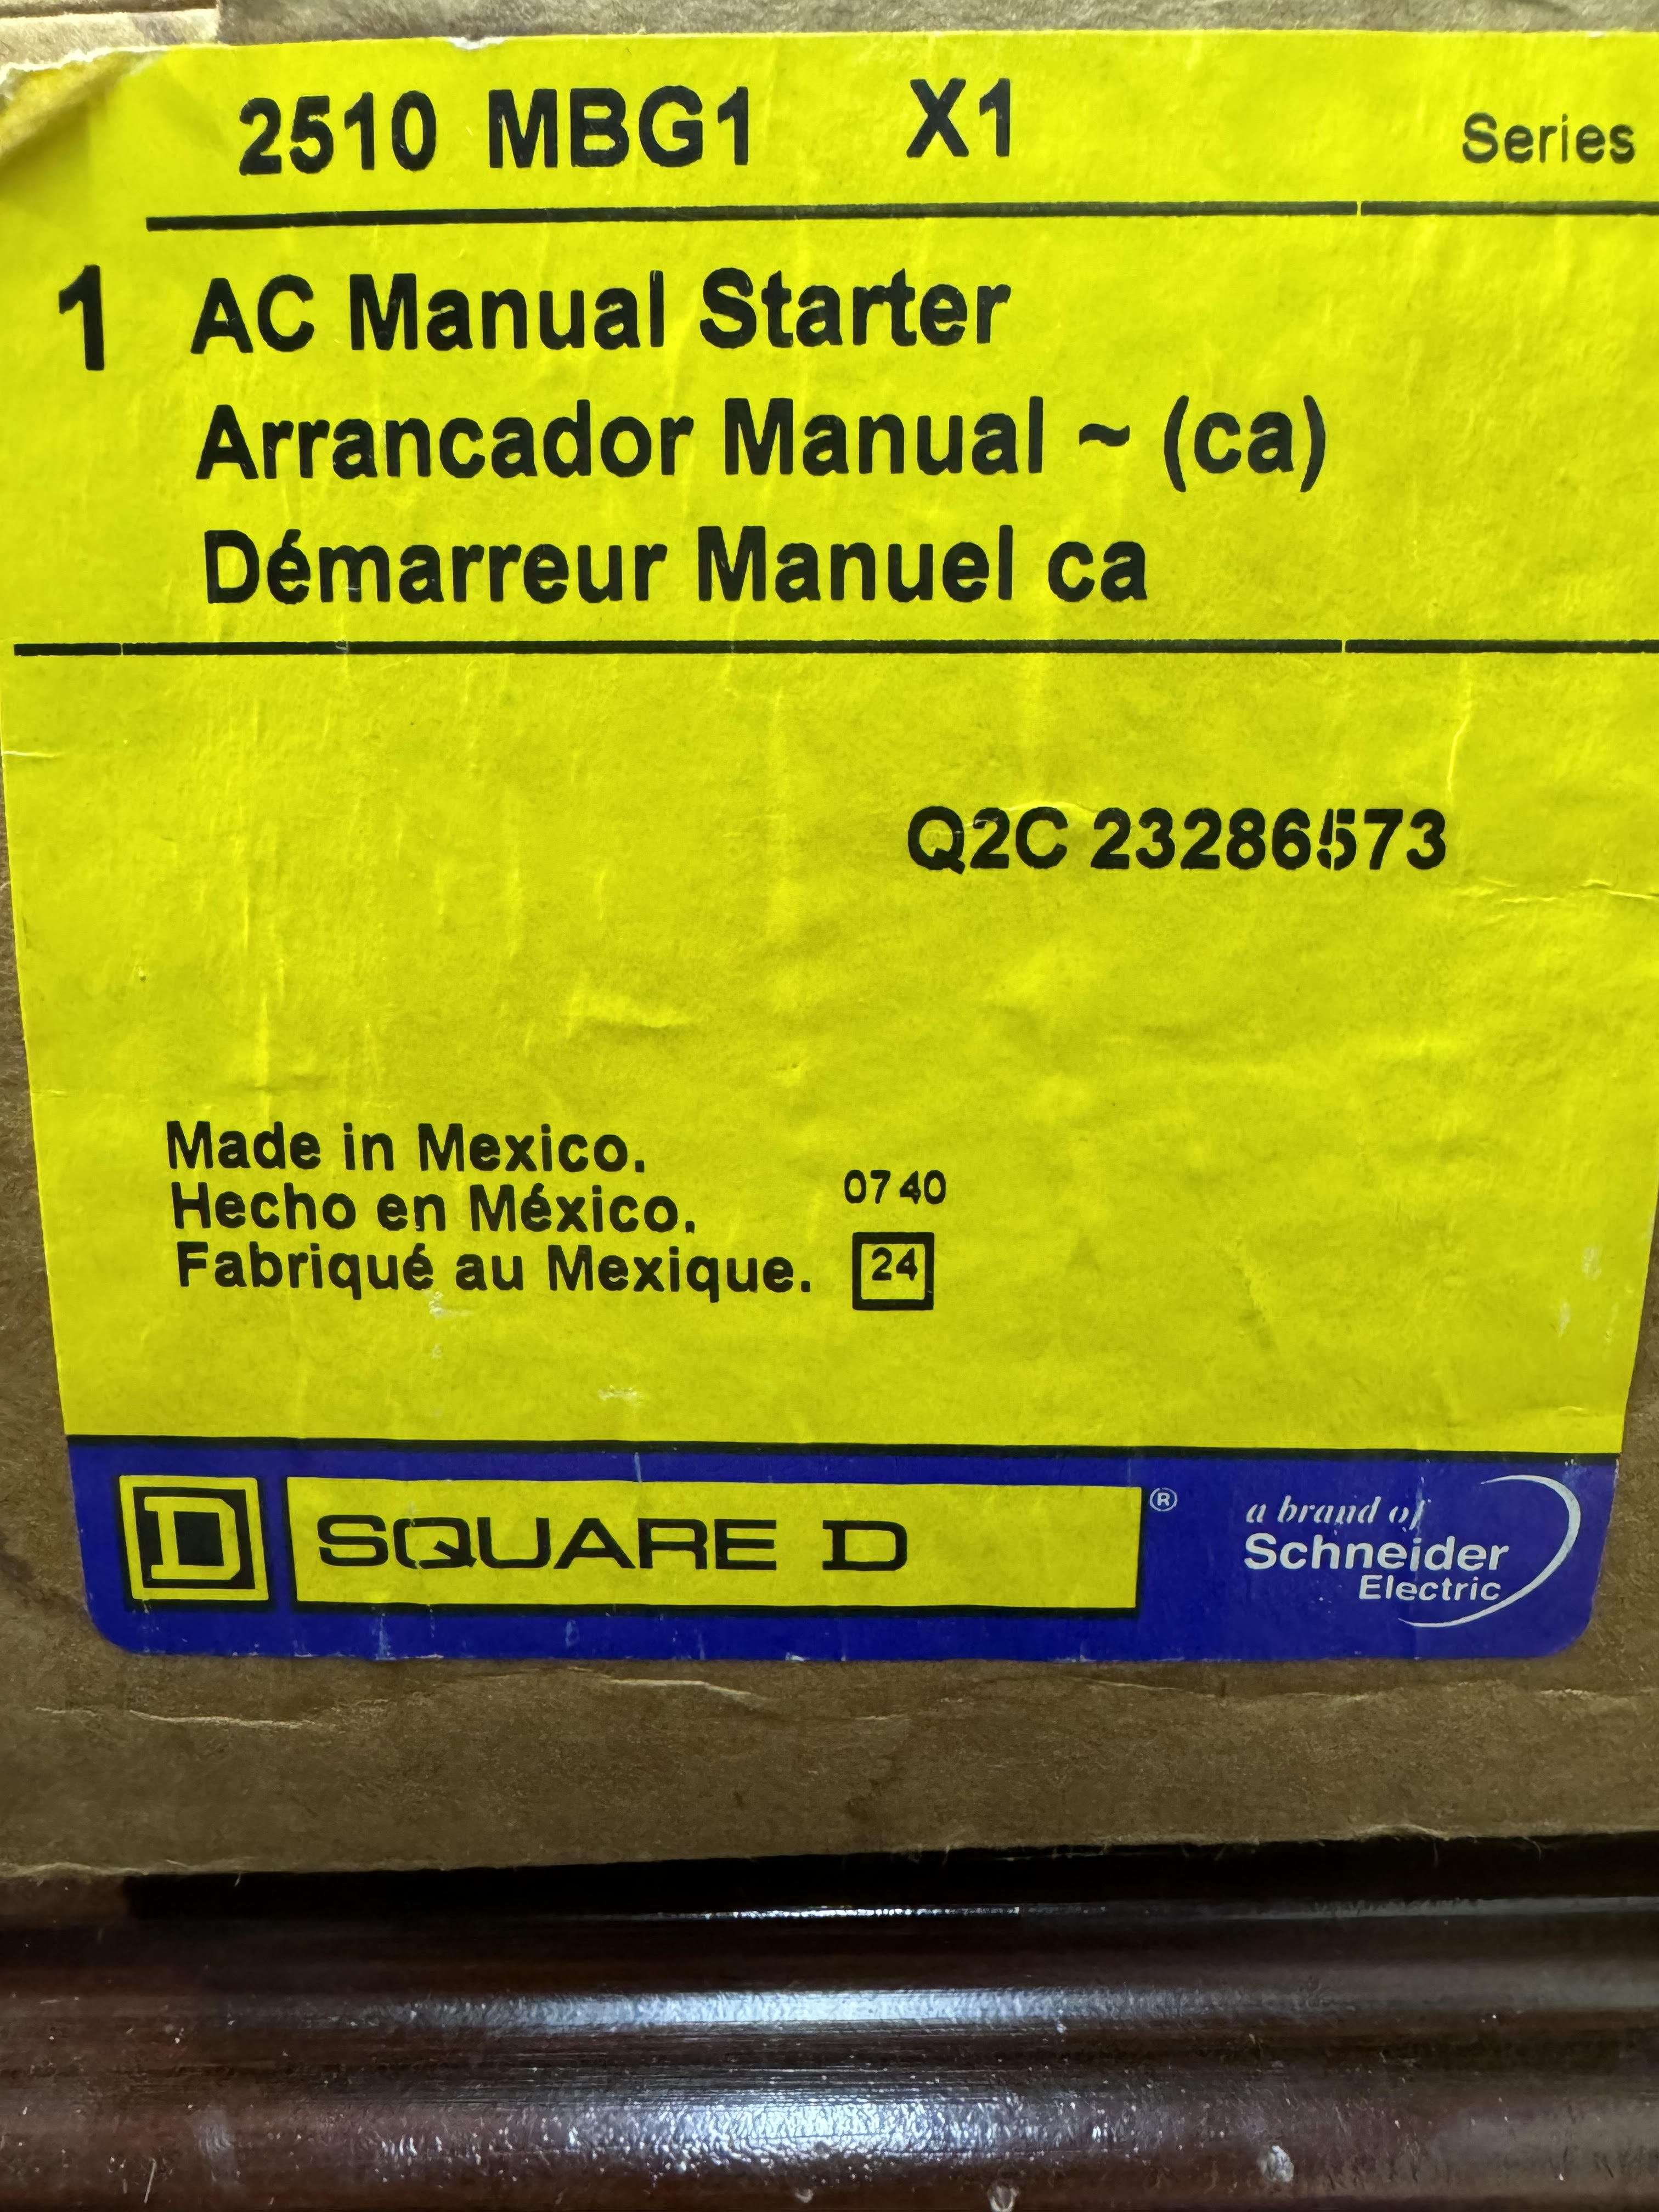 2510 MBG1 X1 Series
1 AC Manual Starter
Arrancador Manual ~ (ca)
Démarreur Manuel ca
Q2C 23286573
Made in Mexico.
Hecho en México.
Fabriqué au Mexique.
0740
24
D SQUARE D ®
a brand of
Schneider
Electric